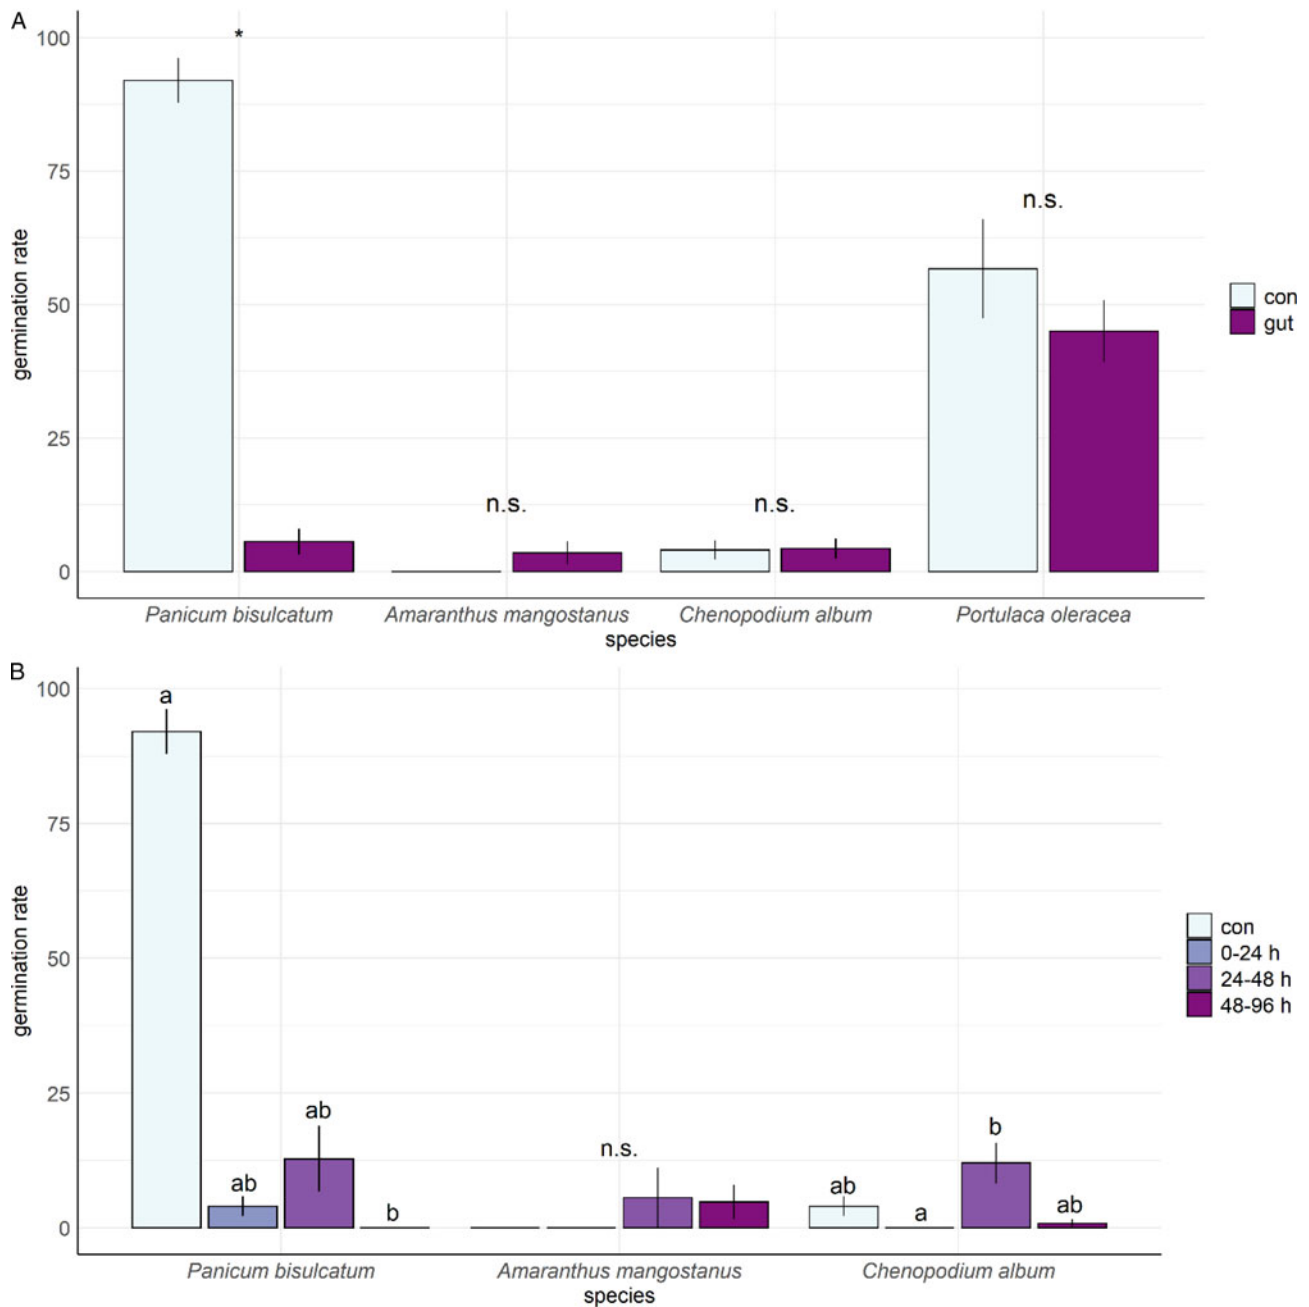 A
100
*
75
n.s.
50
con
gut
germination rate
25
n.s.
n.s.
0
Panicum bisulcatum
Amaranthus mangostanus
Chenopodium album
Portulaca oleracea
species
B
100
a
75
germination rate
50
con
0-24 h
24-48 h
48-96 h
25
ab
n.s.
b
ab
ab
ab
b
a
0
Panicum bisulcatum
Amaranthus mangostanus
Chenopodium album
species